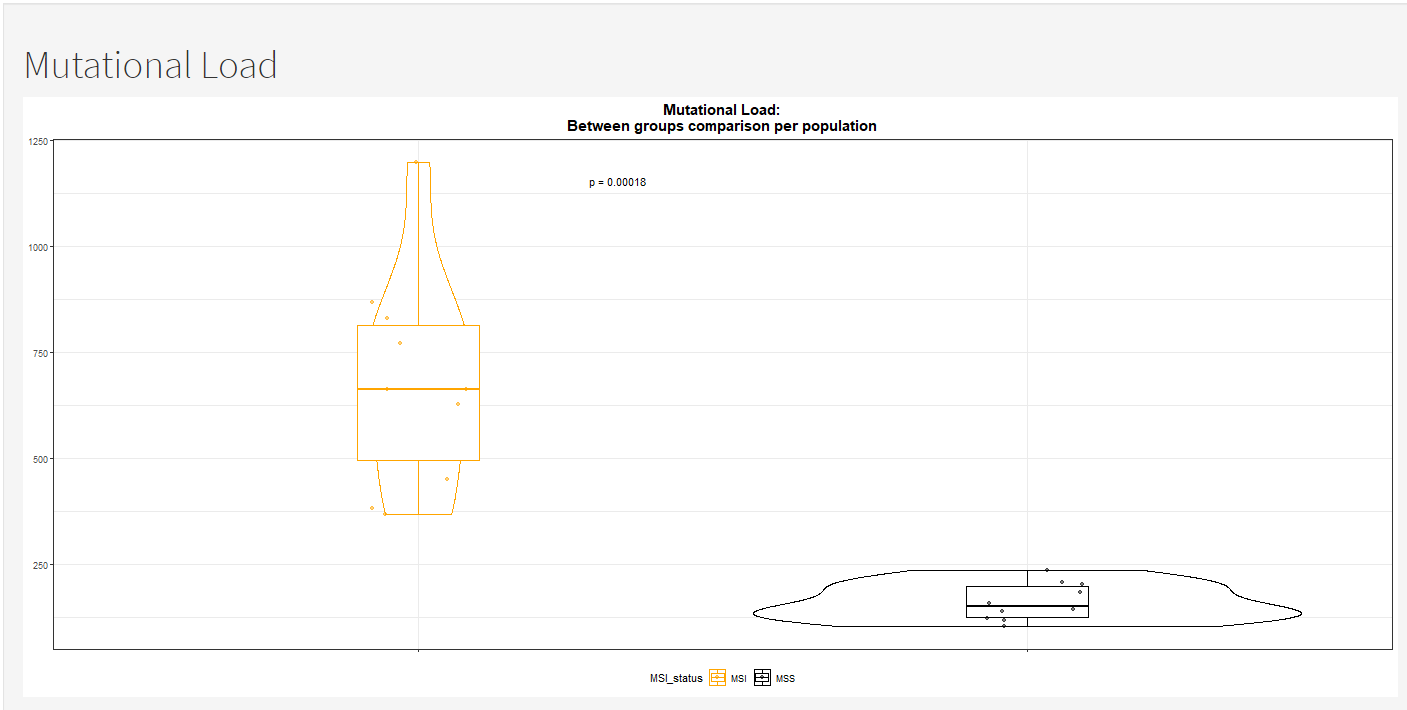 Mutational Load
Mutational Load:
Between groups comparison per population
1250
p = 0.00018
1000
750
500
250
MSI_status MSI MSS